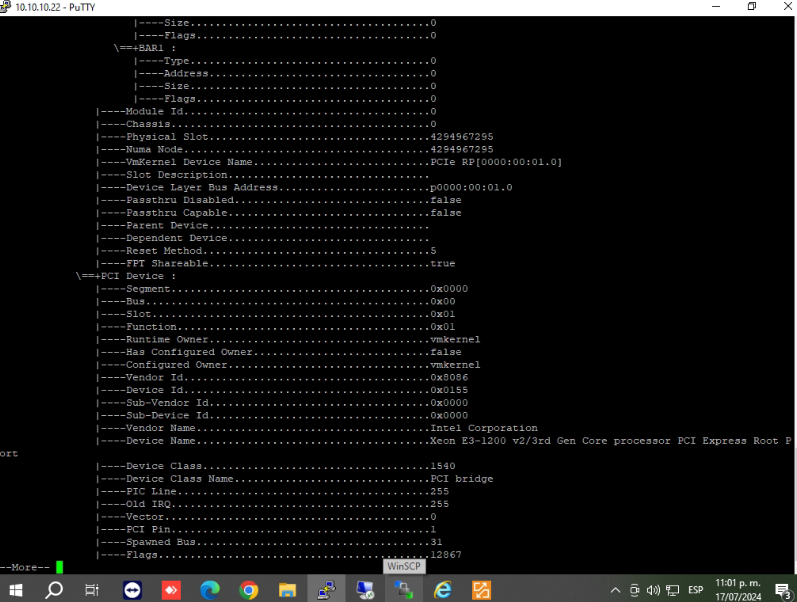 10.10.10.22 - PuTTY
|----Size......................................0
|----Flags.....................................0
\==+BAR1 :
|----Type......................................0
|----Address...................................0
|----Size......................................0
|----Flags.....................................0
|----Module Id.......................................0
|----Chassis.........................................0
|----Physical Slot...................................4294967295
|----Numa Node.......................................4294967295
|----VmKernel Device Name............................PCIe RP[0000:00:01.0]
|----Slot Description................................
|----Device Layer Bus Address........................p0000:00:01.0
|----Passthru Disabled...............................false
|----Passthru Capable................................false
|----Parent Device...................................
|----Dependent Device................................
|----Reset Method....................................5
|----FPT Shareable...................................true
\==+PCI Device :
|----Segment.........................................0x0000
|----Bus.............................................0x00
|----Slot............................................0x01
|----Function........................................0x01
|----Runtime Owner...................................vmkernel
|----Has Configured Owner............................false
|----Configured Owner................................vmkernel
|----Vendor Id.......................................0x8086
|----Device Id.......................................0x0155
|----Sub-Vendor Id...................................0x0000
|----Sub-Device Id...................................0x0000
|----Vendor Name.....................................Intel Corporation
|----Device Name.....................................Xeon E3-1200 v2/3rd Gen Core processor PCI Express Root P
ort
|----Device Class....................................1540
|----Device Class Name...............................PCI bridge
|----PIC Line........................................255
|----Old IRQ.........................................255
|----Vector..........................................0
|----PCI Pin.........................................1
|----Spawned Bus.....................................31
|----Flags...........................................12867
--More--
WinSCP
ESP
11:01 p. m.
17/07/2024
3